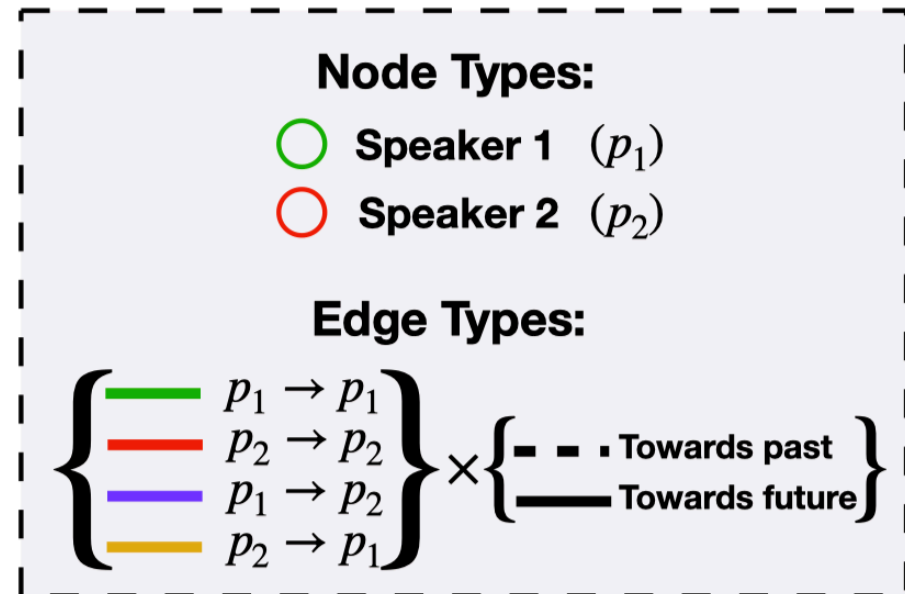 Node Types:
Speaker 1 (p₁)
Speaker 2 (p₂)
Edge Types:
p₁ → p₁
p₂ → p₂
p₁ → p₂
p₂ → p₁
×
Towards past
Towards future